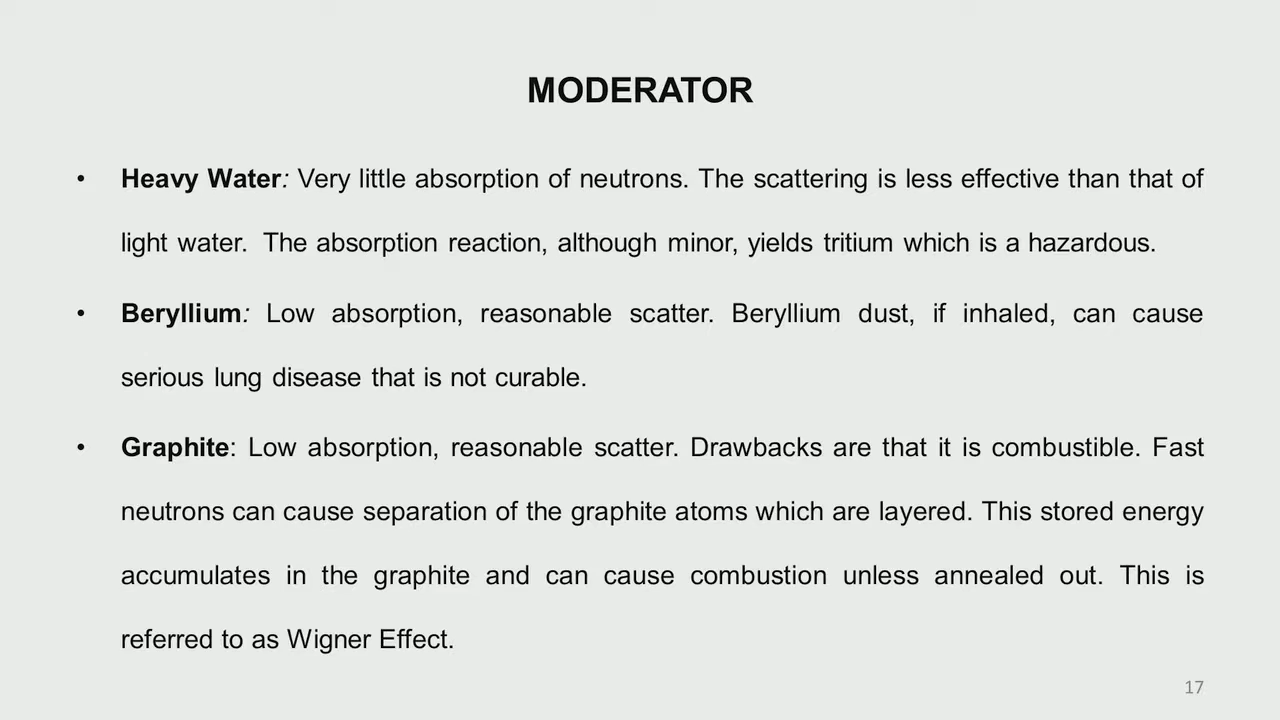 MODERATOR
• Heavy Water: Very little absorption of neutrons. The scattering is less effective than that of
light water. The absorption reaction, although minor, yields tritium which is a hazardous.
• Beryllium: Low absorption, reasonable scatter. Beryllium dust, if inhaled, can cause
serious lung disease that is not curable.
• Graphite: Low absorption, reasonable scatter. Drawbacks are that it is combustible. Fast
neutrons can cause separation of the graphite atoms which are layered. This stored energy
accumulates in the graphite and can cause combustion unless annealed out. This is
referred to as Wigner Effect.
17